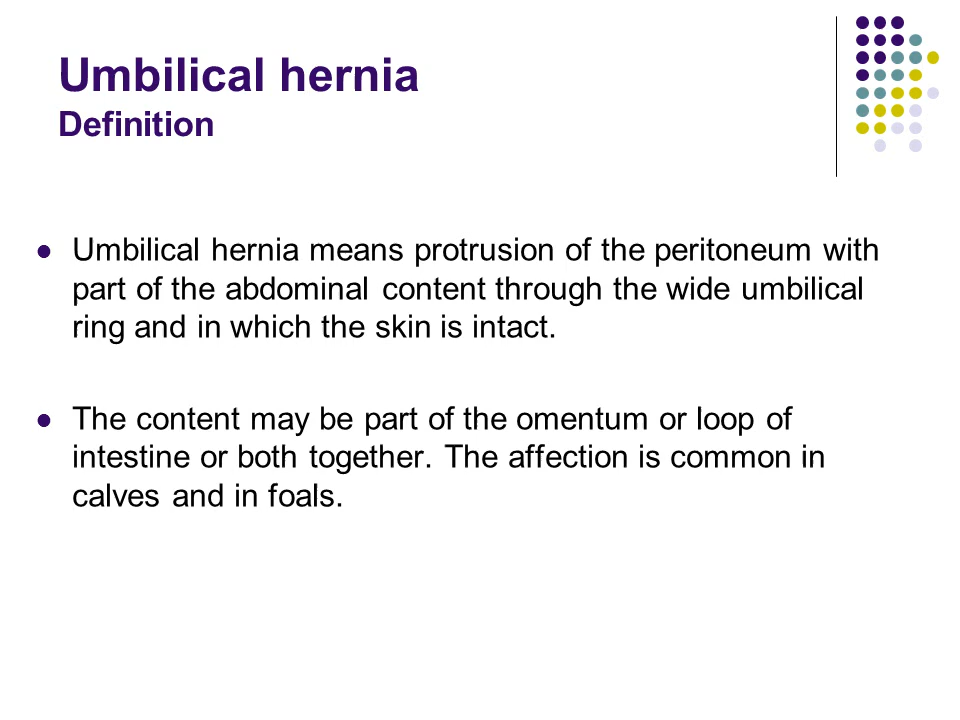 Umbilical hernia
Definition
Umbilical hernia means protrusion of the peritoneum with
part of the abdominal content through the wide umbilical
ring and in which the skin is intact.
The content may be part of the omentum or loop of
intestine or both together. The affection is common in
calves and in foals.